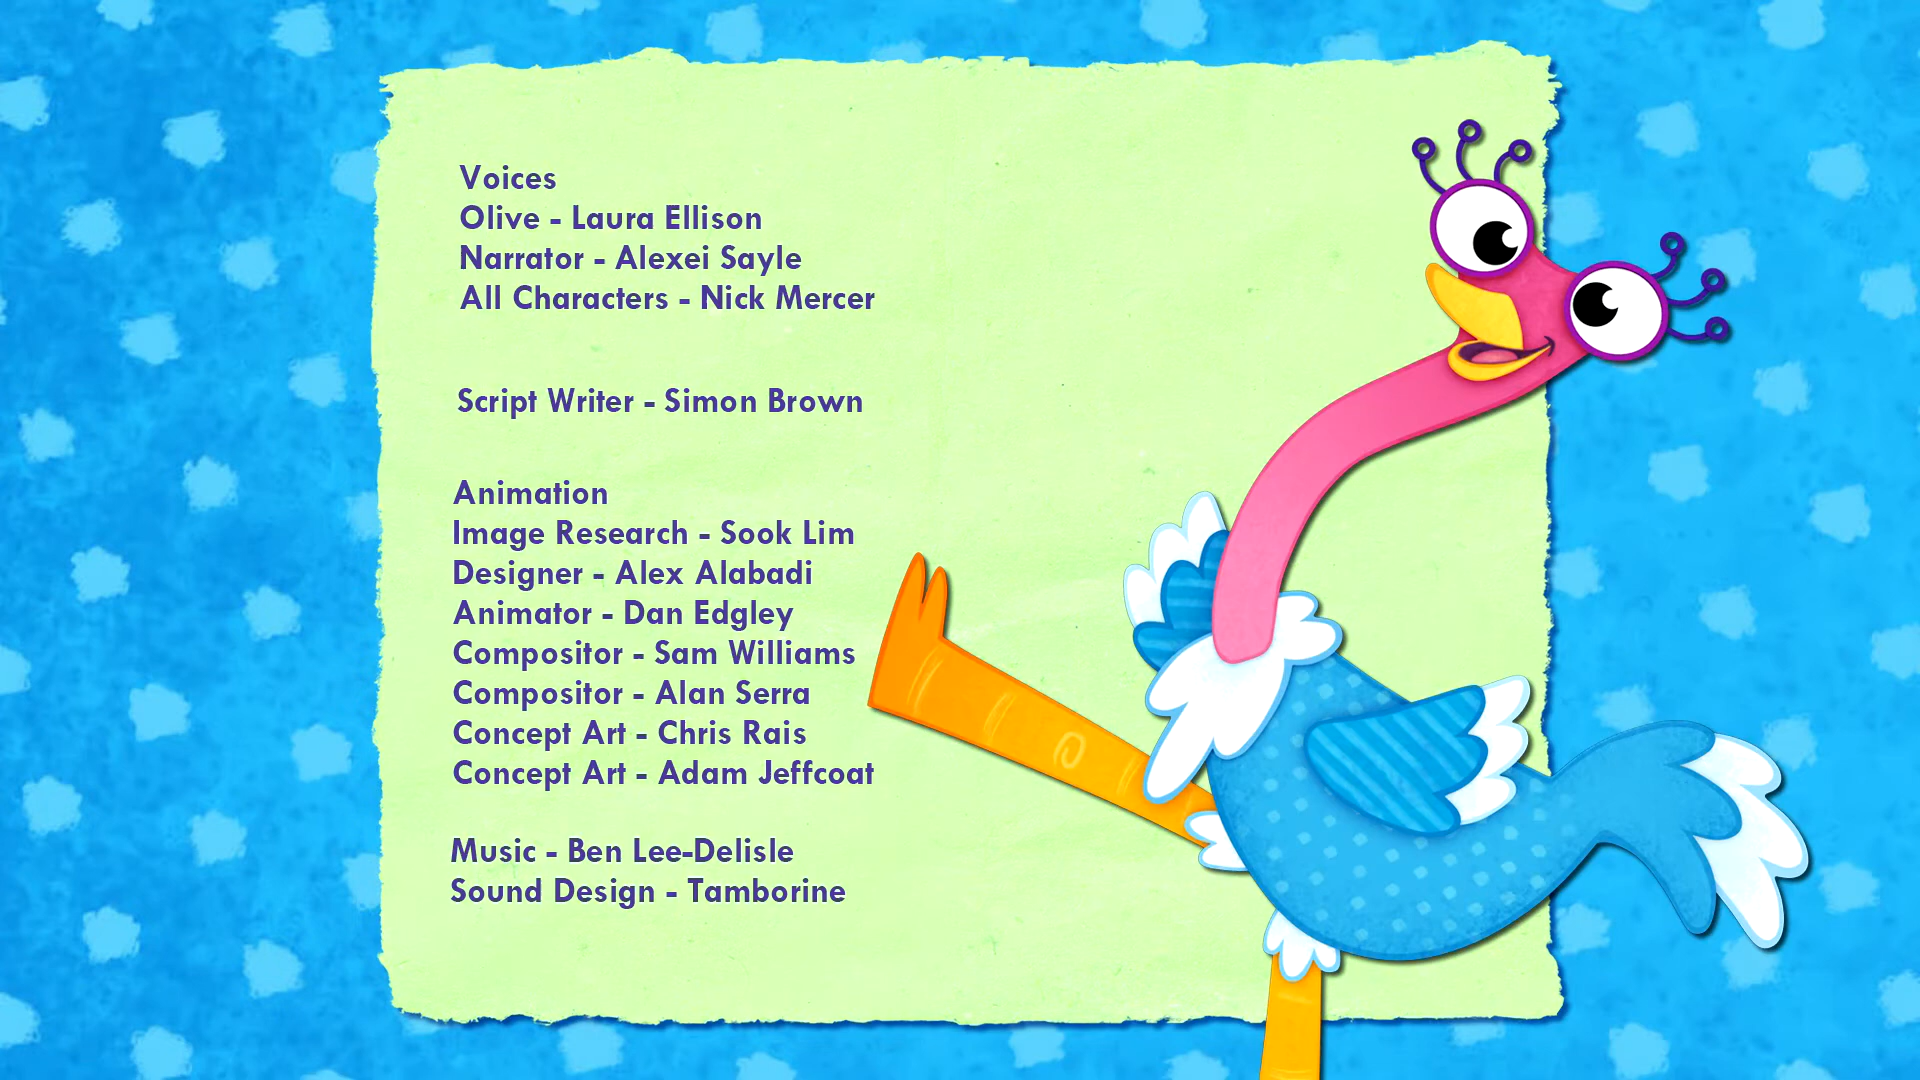 Voices
Olive - Laura Ellison
Narrator - Alexei Sayle
All Characters - Nick Mercer
Script Writer - Simon Brown
Animation
Image Research - Sook Lim
Designer - Alex Alabadi
Animator - Dan Edgley
Compositor - Sam Williams
Compositor - Alan Serra
Concept Art - Chris Rais
Concept Art - Adam Jeffcoat
Music - Ben Lee-Delisle
Sound Design - Tamborine